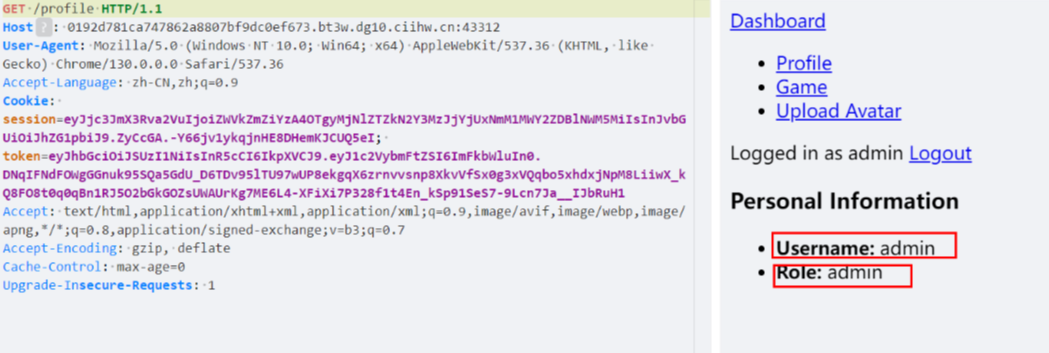 GET /profile HTTP/1.1
Host ? : 0192d781ca747862a8807bf9dc0ef673.bt3w.dg10.ciihw.cn:43312
User-Agent: Mozilla/5.0 (Windows NT 10.0; Win64; x64) AppleWebKit/537.36 (KHTML, like
Gecko) Chrome/130.0.0.0 Safari/537.36
Accept-Language: zh-CN,zh;q=0.9
Cookie:
session=eyJjc3JmX3Rva2VuIjoiZWVkZmZiYzA4OTgyMjNlZTZkN2Y3MzJjYjUxNmM1MWY2ZDBlNWM5MiIsInJvbG
UiOiJhZG1pbiJ9.ZyCcGA.-Y66jv1ykqjnHE8DHemKJCUQ5eI;
token=eyJhbGciOiJSUzI1NiIsInR5cCI6IkpXVCJ9.eyJ1c2VybmFtZSI6ImFkbWluIn0.
DNqIFNdFOWgGGnuk95SQa5GdU_D6TDv95lTU97wUP8ekgqX6zrnvvsnp8XkvVfSx0g3xVQqbo5xhdxjNpM8LiiwX_k
Q8FO8t0q0qBn1RJ5O2bGkGOZsUWAUrKg7ME6L4-XFiXi7P328f1t4En_kSp91SeS7-9Lcn7Ja__IJbRuH1
Accept: text/html,application/xhtml+xml,application/xml;q=0.9,image/avif,image/webp,image/
apng,*/*;q=0.8,application/signed-exchange;v=b3;q=0.7
Accept-Encoding: gzip, deflate
Cache-Control: max-age=0
Upgrade-Insecure-Requests: 1
Dashboard
Profile
Game
Upload Avatar
Logged in as admin Logout
Personal Information
Username: admin
Role: admin